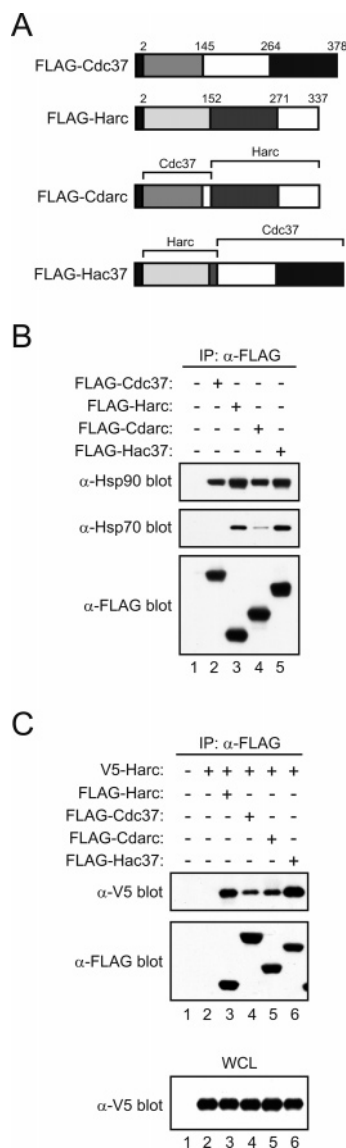 A
2 145 264 378
FLAG-Cdc37
2 152 271 337
FLAG-Harc
Cdc37 Harc
FLAG-Cdarc
Harc Cdc37
FLAG-Hac37
B
IP: α-FLAG
FLAG-Cdc37: - + - - -
FLAG-Harc: - - + - -
FLAG-Cdarc: - - - + -
FLAG-Hac37: - - - - +
α-Hsp90 blot
α-Hsp70 blot
α-FLAG blot
1 2 3 4 5
C
IP: α-FLAG
V5-Harc: - + + + + +
FLAG-Harc: - - + - - -
FLAG-Cdc37: - - - + - -
FLAG-Cdarc: - - - - + -
FLAG-Hac37: - - - - - +
α-V5 blot
α-FLAG blot
1 2 3 4 5 6
WCL
α-V5 blot
1 2 3 4 5 6